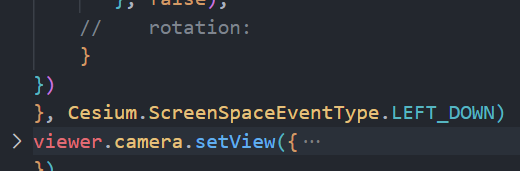 }, false);
// rotation:
}
})
}, Cesium.ScreenSpaceEventType.LEFT_DOWN)
viewer.camera.setView({ ⋯
})